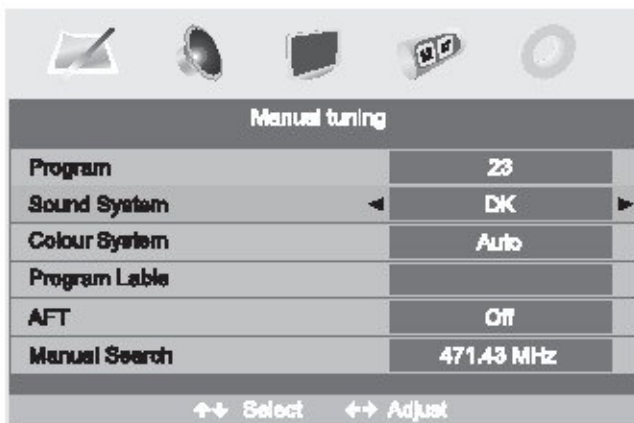 Manual tuning
Program 23
Sound System ◄ DK ►
Colour System Auto
Program Lable
AFT Off
Manual Search 471.43 MHz
Select Adjust